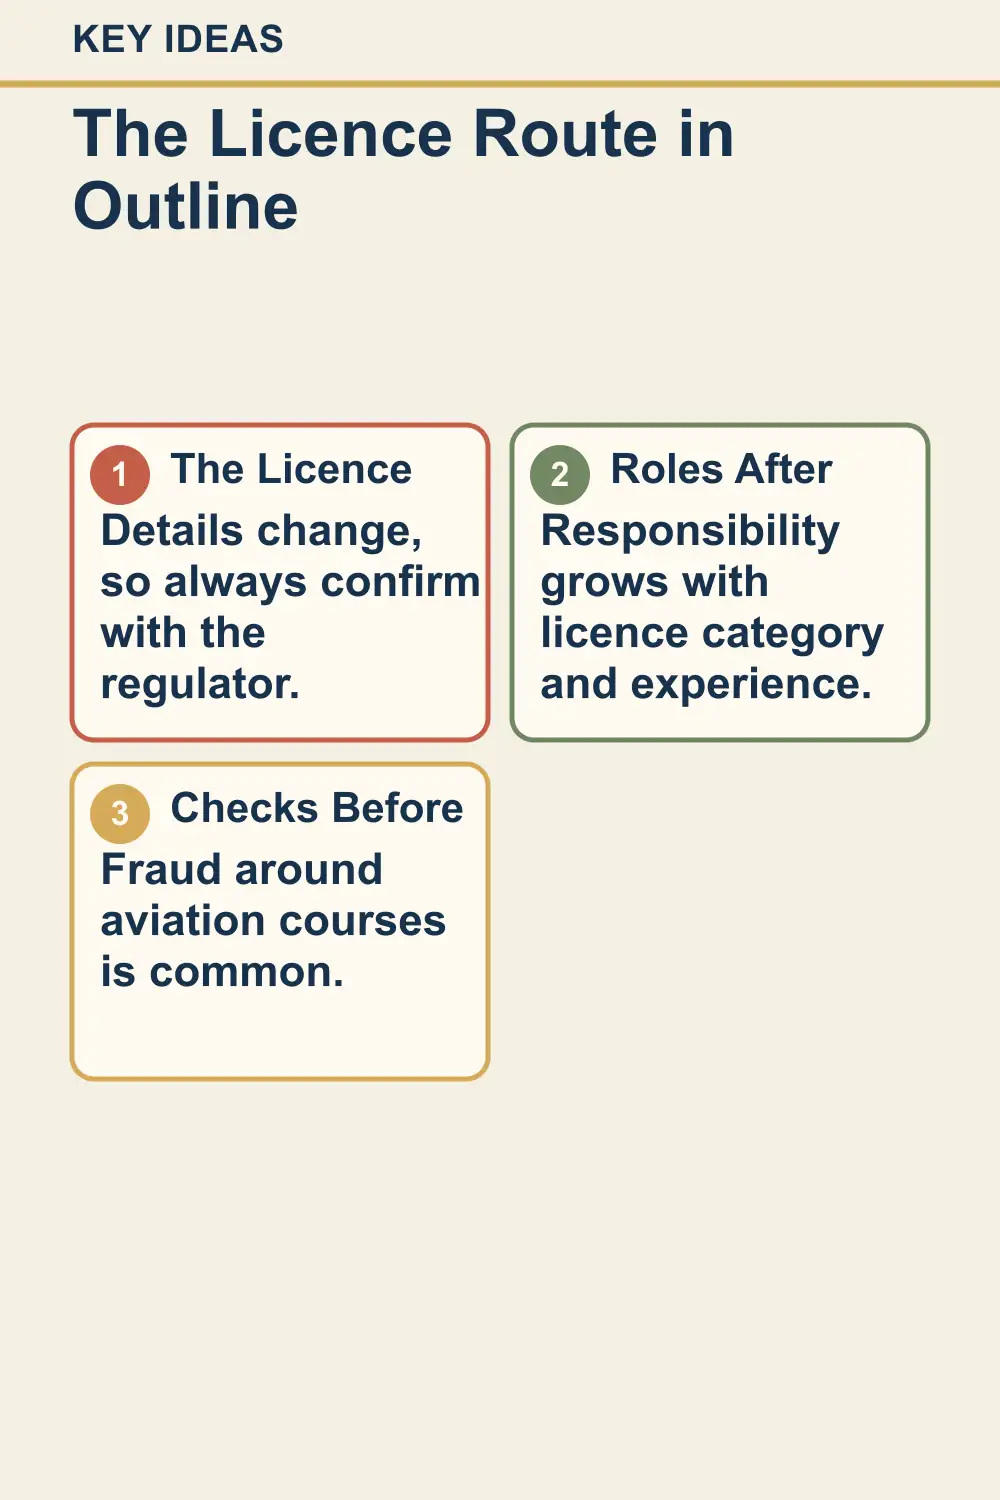 KEY IDEAS
The Licence Route in
Outline
1 The Licence
Details change,
so always confirm
with the
regulator.
2 Roles After
Responsibility
grows with
licence category
and experience.
3 Checks Before
Fraud around
aviation courses
is common.